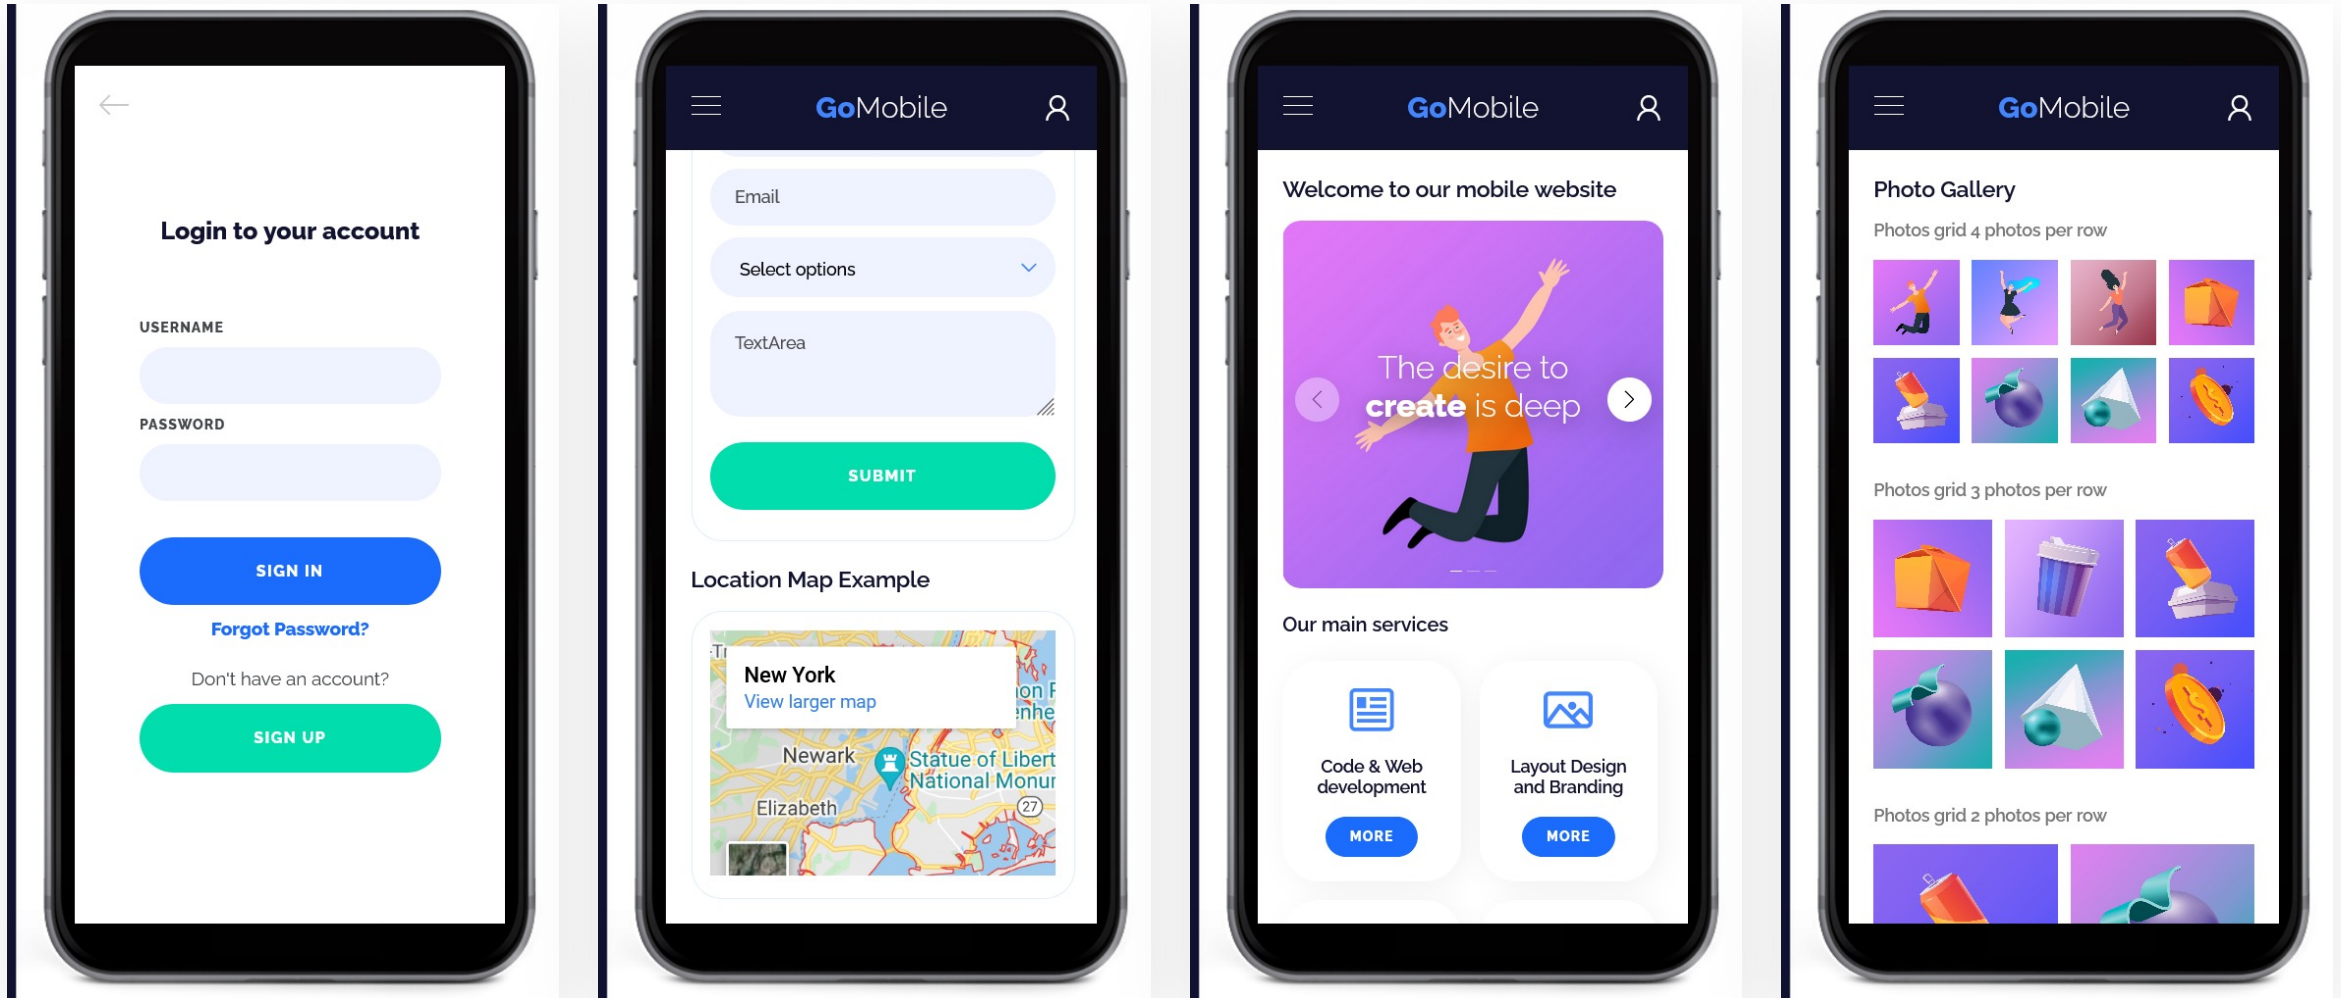 Login to your account
USERNAME
PASSWORD
SIGN IN
Forgot Password?
Don't have an account?
SIGN UP
GoMobile
Email
Select options
TextArea
SUBMIT
Location Map Example
New York
View larger map
Newark
Statue of Libert
National Monur
Elizabeth
27
GoMobile
Welcome to our mobile website
The desire to
create is deep
Our main services
Code & Web
development
MORE
Layout Design
and Branding
MORE
GoMobile
Photo Gallery
Photos grid 4 photos per row
Photos grid 3 photos per row
Photos grid 2 photos per row